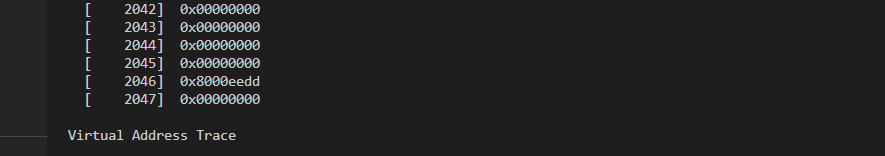 [    2042]  0x00000000
[    2043]  0x00000000
[    2044]  0x00000000
[    2045]  0x00000000
[    2046]  0x8000eedd
[    2047]  0x00000000
Virtual Address Trace